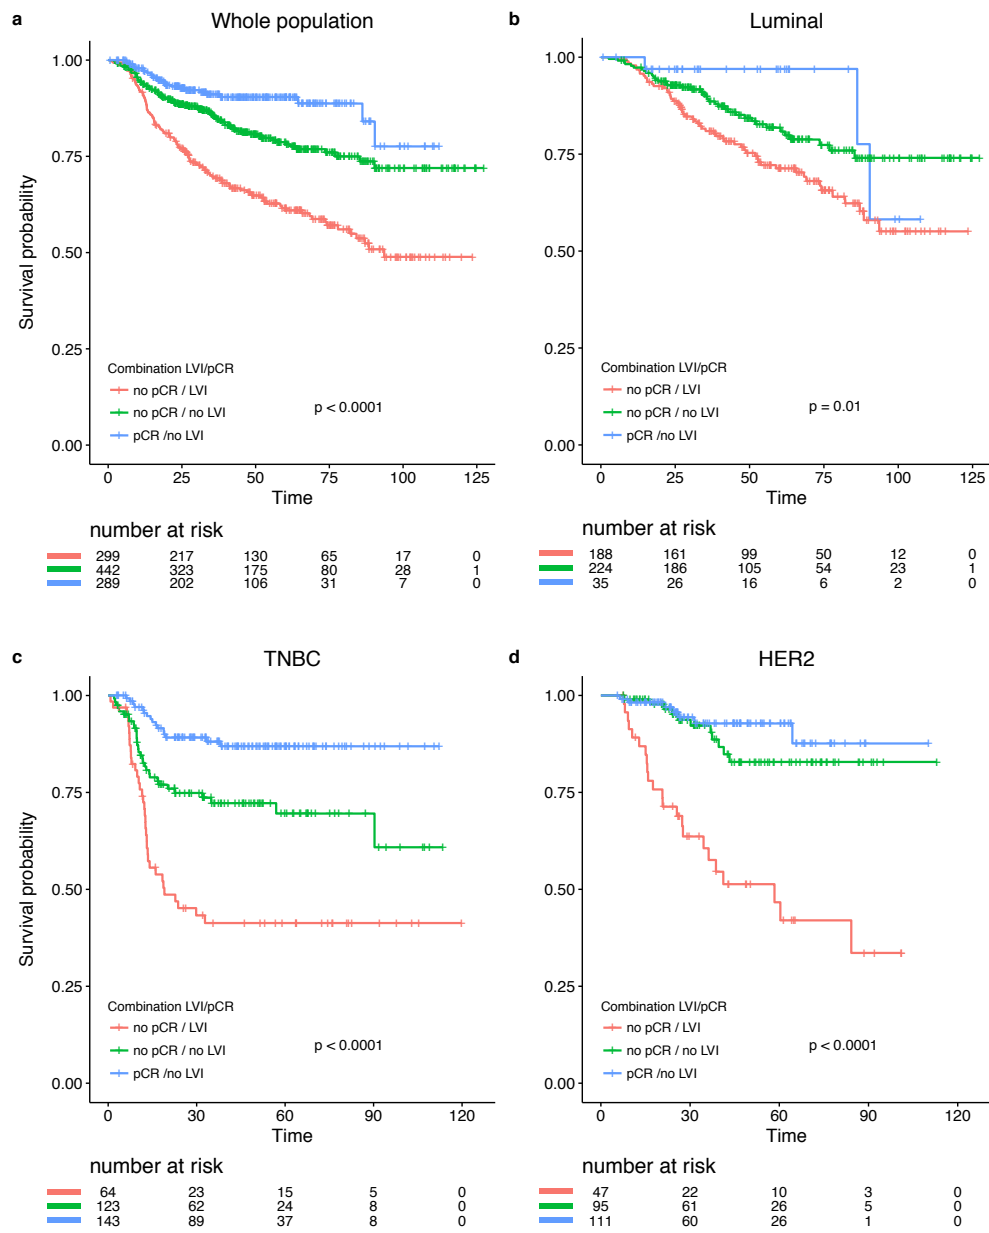 a
Whole population
1.00
0.75
0.50
0.25
0.00
Survival probability
Combination LVI/pCR
no pCR / LVI
no pCR / no LVI
pCR /no LVI
p < 0.0001
0 25 50 75 100 125
Time
number at risk
299 217 130 65 17 0
442 323 175 80 28 1
289 202 106 31 7 0
b
Luminal
1.00
0.75
0.50
0.25
0.00
Combination LVI/pCR
no pCR / LVI
no pCR / no LVI
pCR /no LVI
p = 0.01
0 25 50 75 100 125
Time
number at risk
188 161 99 50 12 0
224 186 105 54 23 1
35 26 16 6 2 0
c
TNBC
1.00
0.75
0.50
0.25
0.00
Survival probability
Combination LVI/pCR
no pCR / LVI
no pCR / no LVI
pCR /no LVI
p < 0.0001
0 30 60 90 120
Time
number at risk
64 23 15 5 0
123 62 24 8 0
143 89 37 8 0
d
HER2
1.00
0.75
0.50
0.25
0.00
Combination LVI/pCR
no pCR / LVI
no pCR / no LVI
pCR /no LVI
p < 0.0001
0 30 60 90 120
Time
number at risk
47 22 10 3 0
95 61 26 5 0
111 60 26 1 0